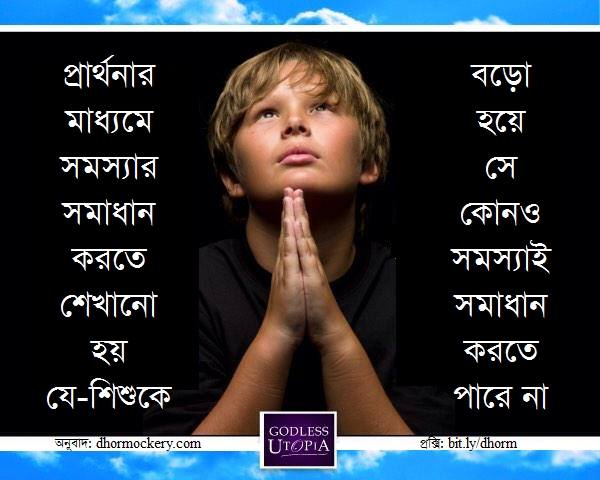 প্রার্থনার
মাধ্যমে
সমস্যার
সমাধান
করতে
শেখানো
হয়
যে-শিশুকে
বড়ো
হয়ে
সে
কোনও
সমস্যাই
সমাধান
করতে
পারে না
অনুবাদ: dhormockery.com
GODLESS
UTOPIA
প্রক্সি: bit.ly/dhorm